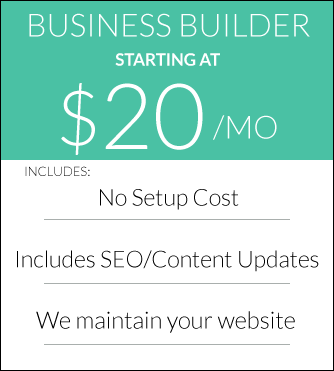 BUSINESS BUILDER
STARTING AT
$20/MO
INCLUDES:
No Setup Cost
Includes SEO/Content Updates
We maintain your website